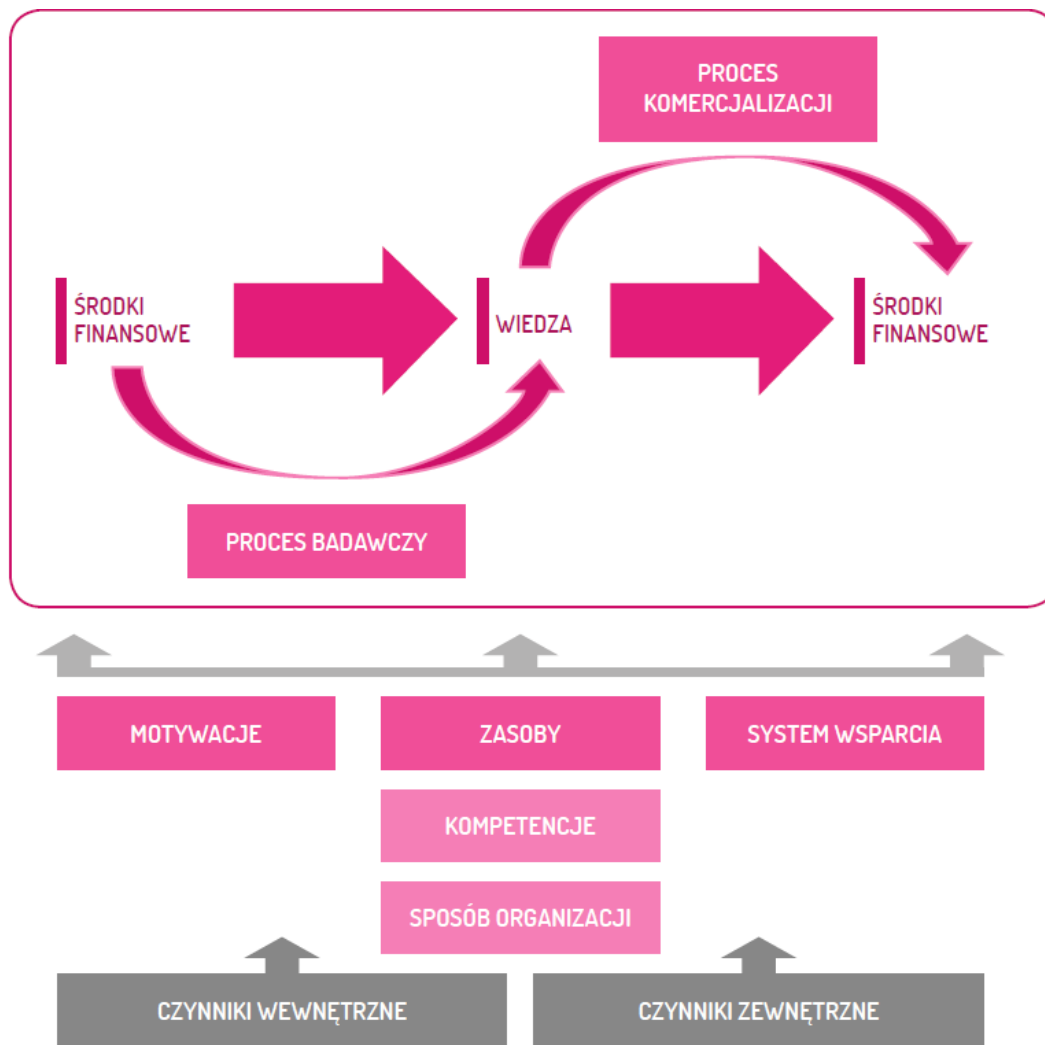 PROCES
KOMERCJALIZACJI
ŚRODKI
FINANSOWE
WIEDZA
ŚRODKI
FINANSOWE
PROCES BADAWCZY
MOTYWACJE
ZASOBY
SYSTEM WSPARCIA
KOMPETENCJE
SPOSÓB ORGANIZACJI
CZYNNIKI WEWNĘTRZNE
CZYNNIKI ZEWNĘTRZNE